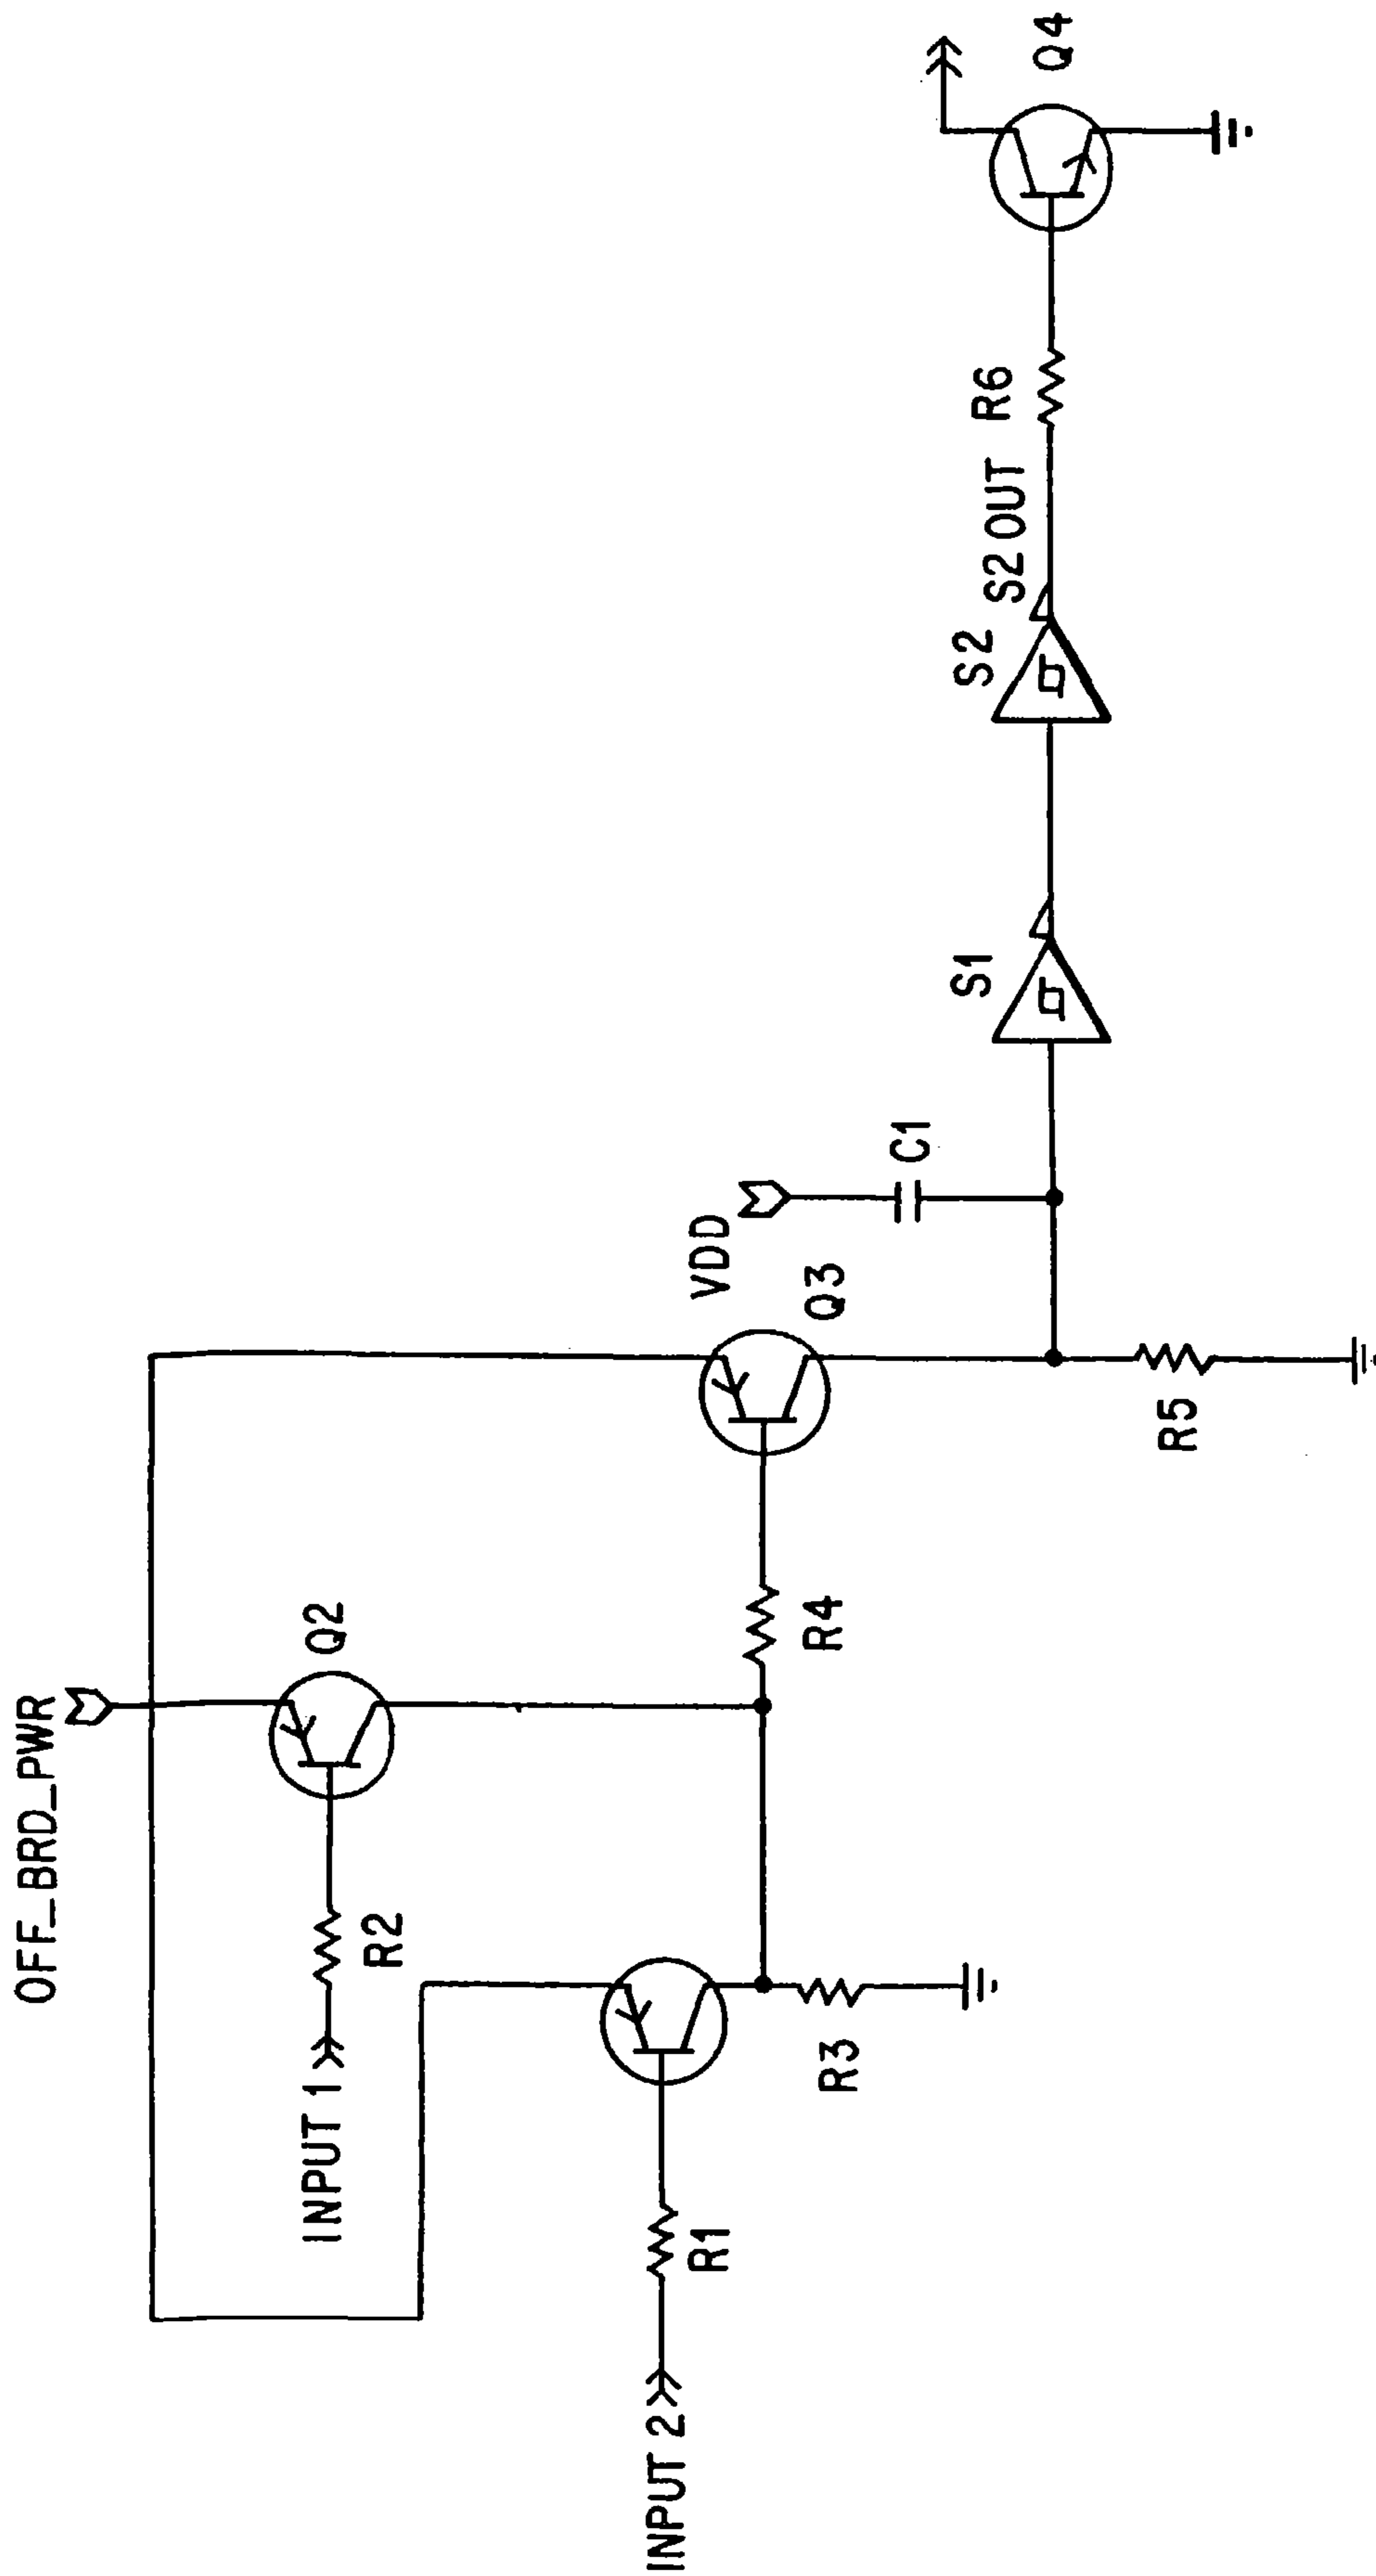 OFF_BRD_PWR
INPUT 1
R2
Q2
INPUT 2
R1
R3
R4
Q3
VDD
C1
R5
S1
S2
S2 OUT
R6
Q4